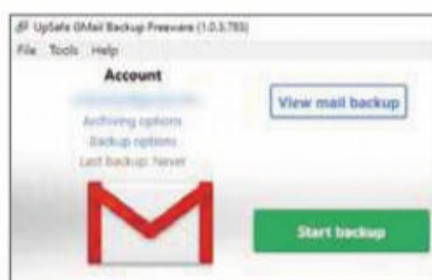 UpSafe GMail Backup Freeware (1.0.3.783)
File Tools Help
Account
View mail backup
Archiving options
Backup options
Last backup: Never
Start backup